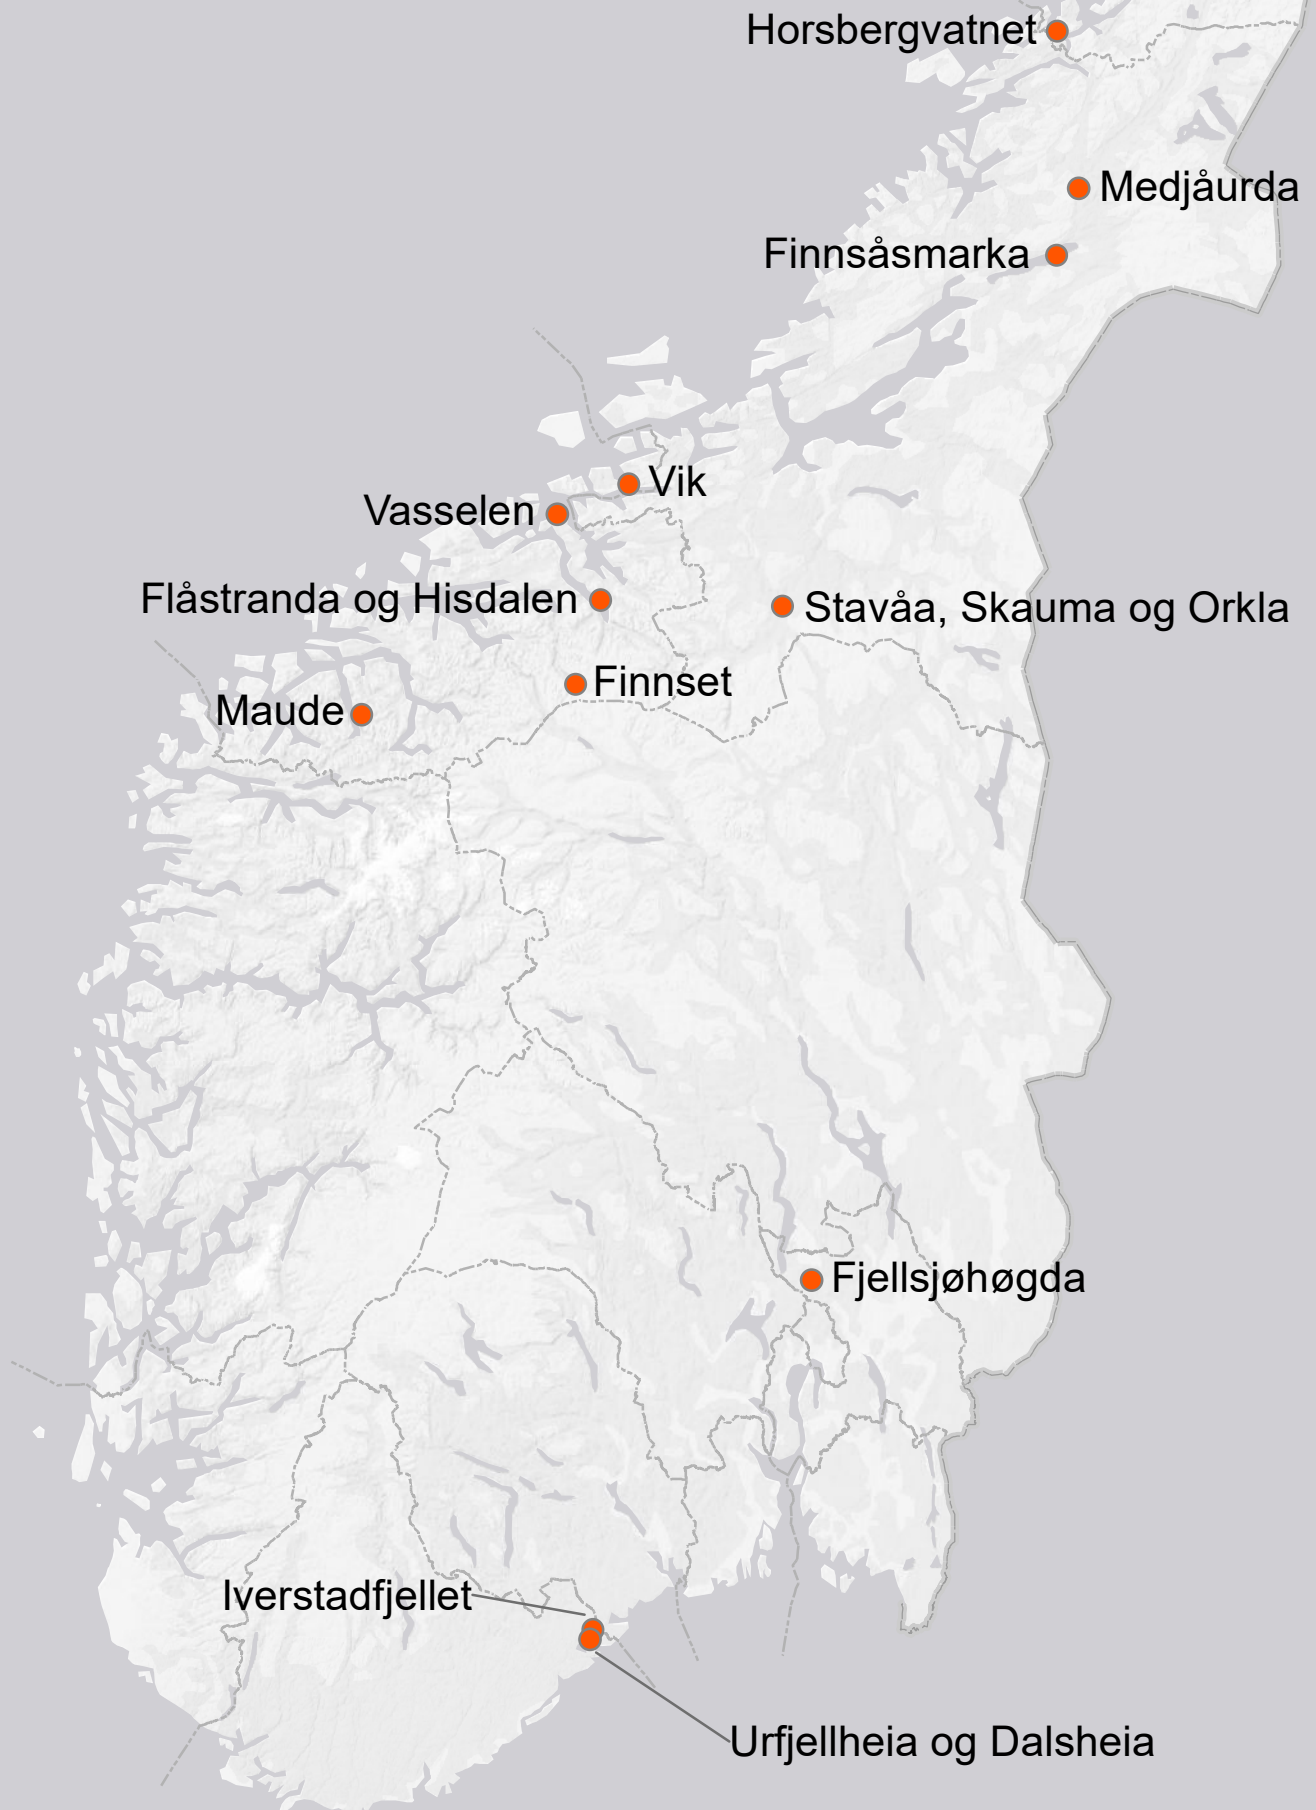 Horsbergvatnet
Medjåurda
Finnsåsmarka
Vik
Vasselen
Flåstranda og Hisdalen
Stavåa, Skauma og Orkla
Finnset
Maude
Fjellsjøhøgda
Iverstadfjellet
Urfjellheia og Dalsheia